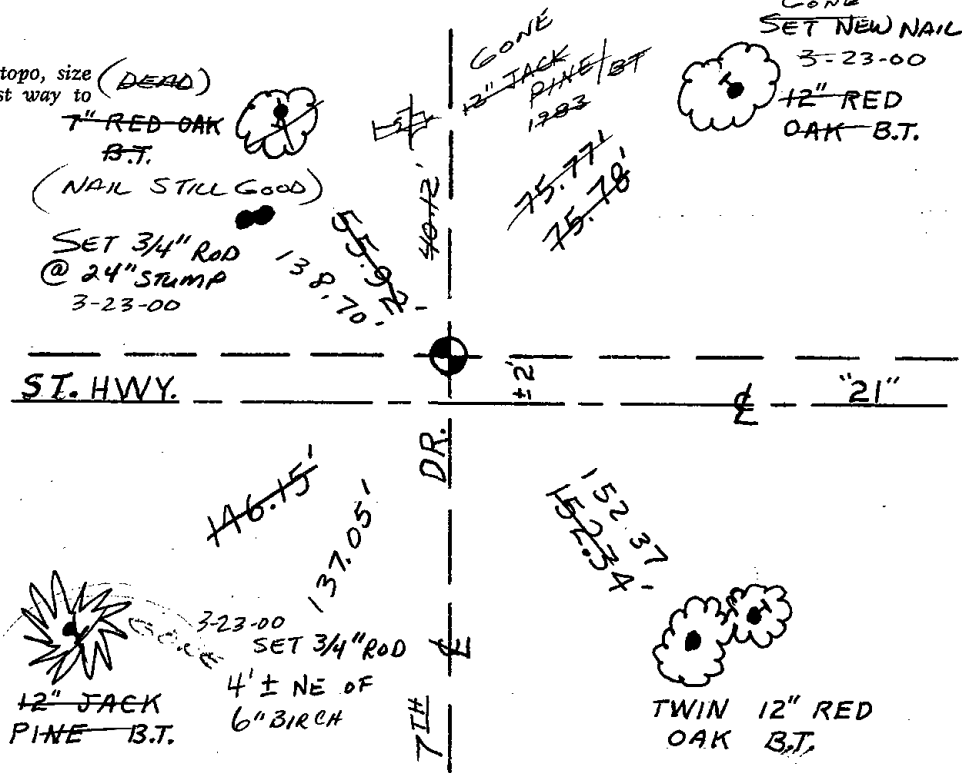 GONE
SET NEW NAIL
3-23-00
12" RED
OAK B.T.
GONE
12" JACK
PINE/BT
1983
topo, size
st way to
(DEAD)
7" RED OAK
B.T.
(NAIL STILL GOOD)
SET 3/4" ROD
@ 24" STUMP
3-23-00
55.92'
138.70'
40.12'
75.77'
75.78'
ST. HWY.
±2'
℄
"21"
DR.
146.15'
137.05'
152.37
152.34'
GONE
3-23-00
SET 3/4" ROD
4' ± NE OF
6" BIRCH
12" JACK
PINE B.T.
℄
7TH
TWIN 12" RED
OAK B.T.